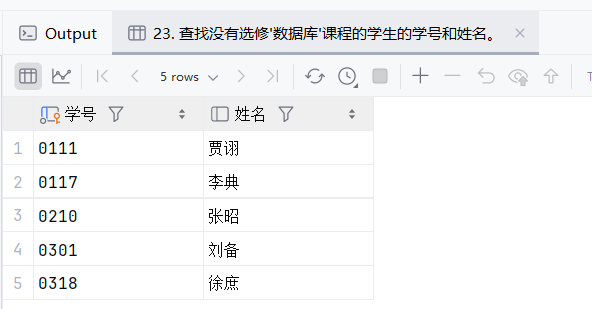 Output
23. 查找没有选修'数据库'课程的学生的学号和姓名。
5 rows
学号 姓名
1 0111 贾诩
2 0117 李典
3 0210 张昭
4 0301 刘备
5 0318 徐庶